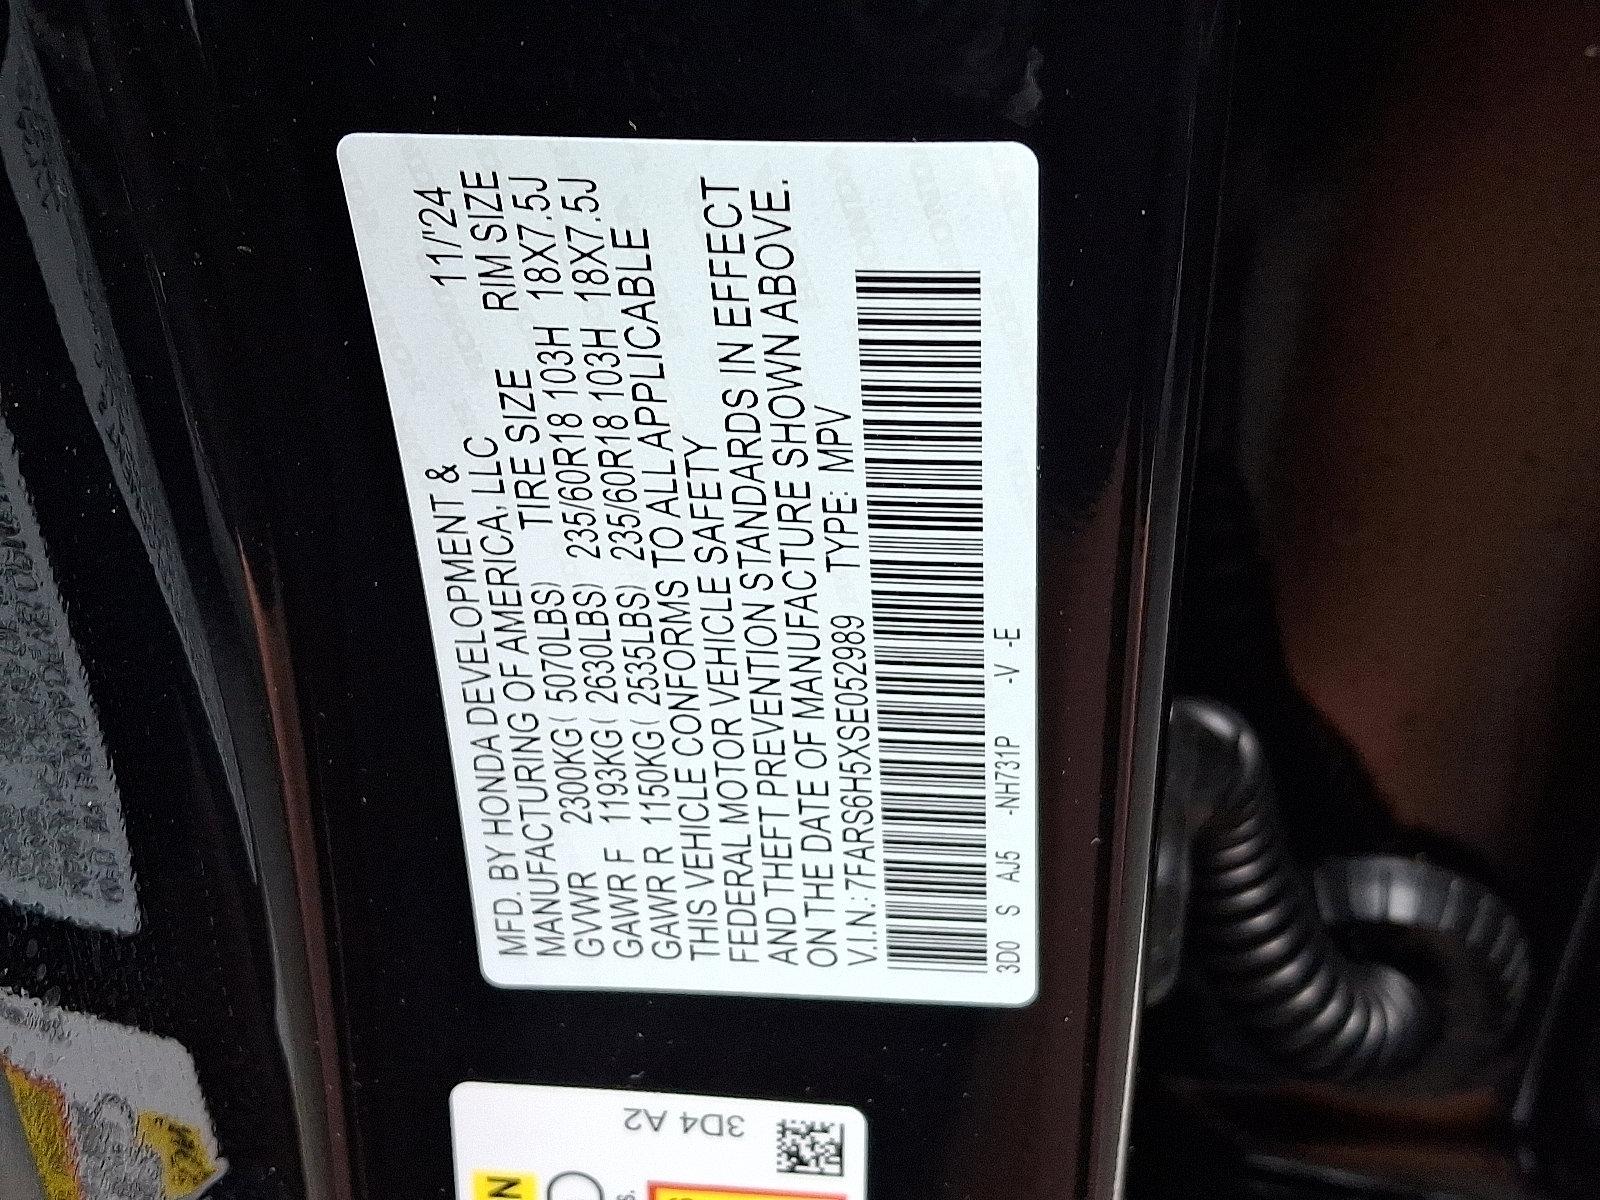 MFD. BY HONDA DEVELOPMENT & 11/'24
MANUFACTURING OF AMERICA, LLC RIM SIZE
TIRE SIZE
GVWR 2300KG ( 5070LBS) 235/60R18 103H 18X7.5J
GAWR F 1193KG ( 2630LBS) 235/60R18 103H 18X7.5J
GAWR R 1150KG ( 2535LBS)
THIS VEHICLE CONFORMS TO ALL APPLICABLE
FEDERAL MOTOR VEHICLE SAFETY
AND THEFT PREVENTION STANDARDS IN EFFECT
ON THE DATE OF MANUFACTURE SHOWN ABOVE.
V.I.N.: 7FARS6H5XSE052989 TYPE: MPV
3D0 S AJ5 -NH731P -V -E
3D4 A2